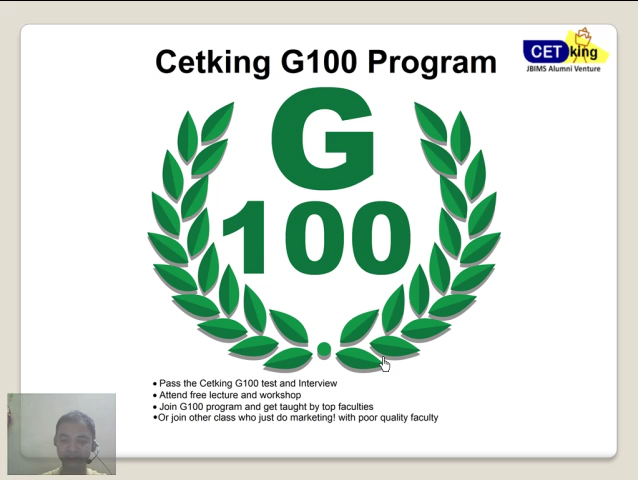 Cetking G100 Program
CET king
JBIMS Alumni Venture
G
100
• Pass the Cetking G100 test and Interview
• Attend free lecture and workshop
• Join G100 program and get taught by top faculties
•Or join other class who just do marketing! with poor quality faculty